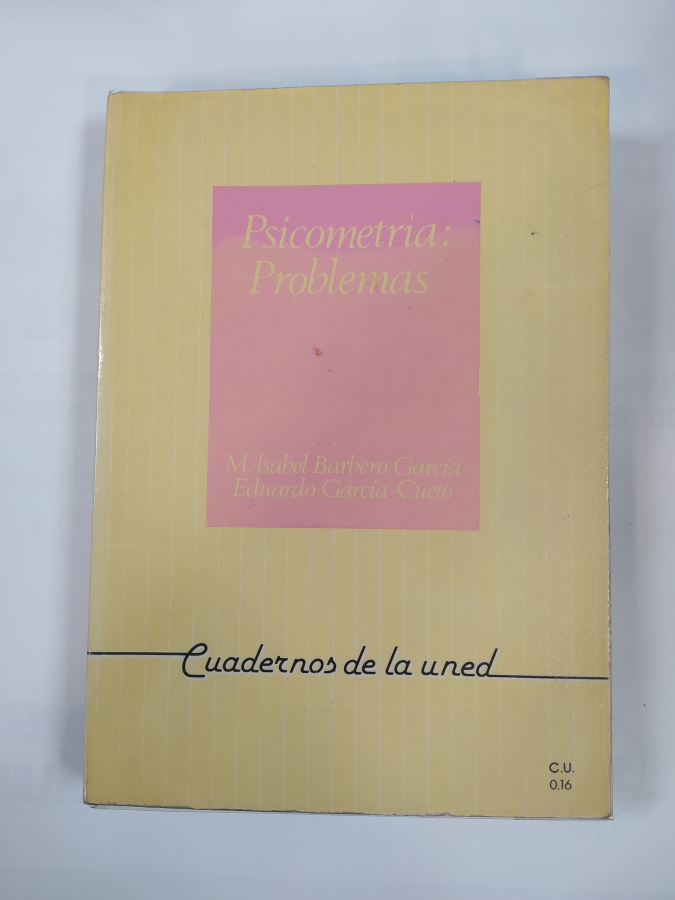 Psicometría:
Problemas
M. Isabel Barbero García
Eduardo García-Cueto
Cuadernos de la uned
C.U.
0.16